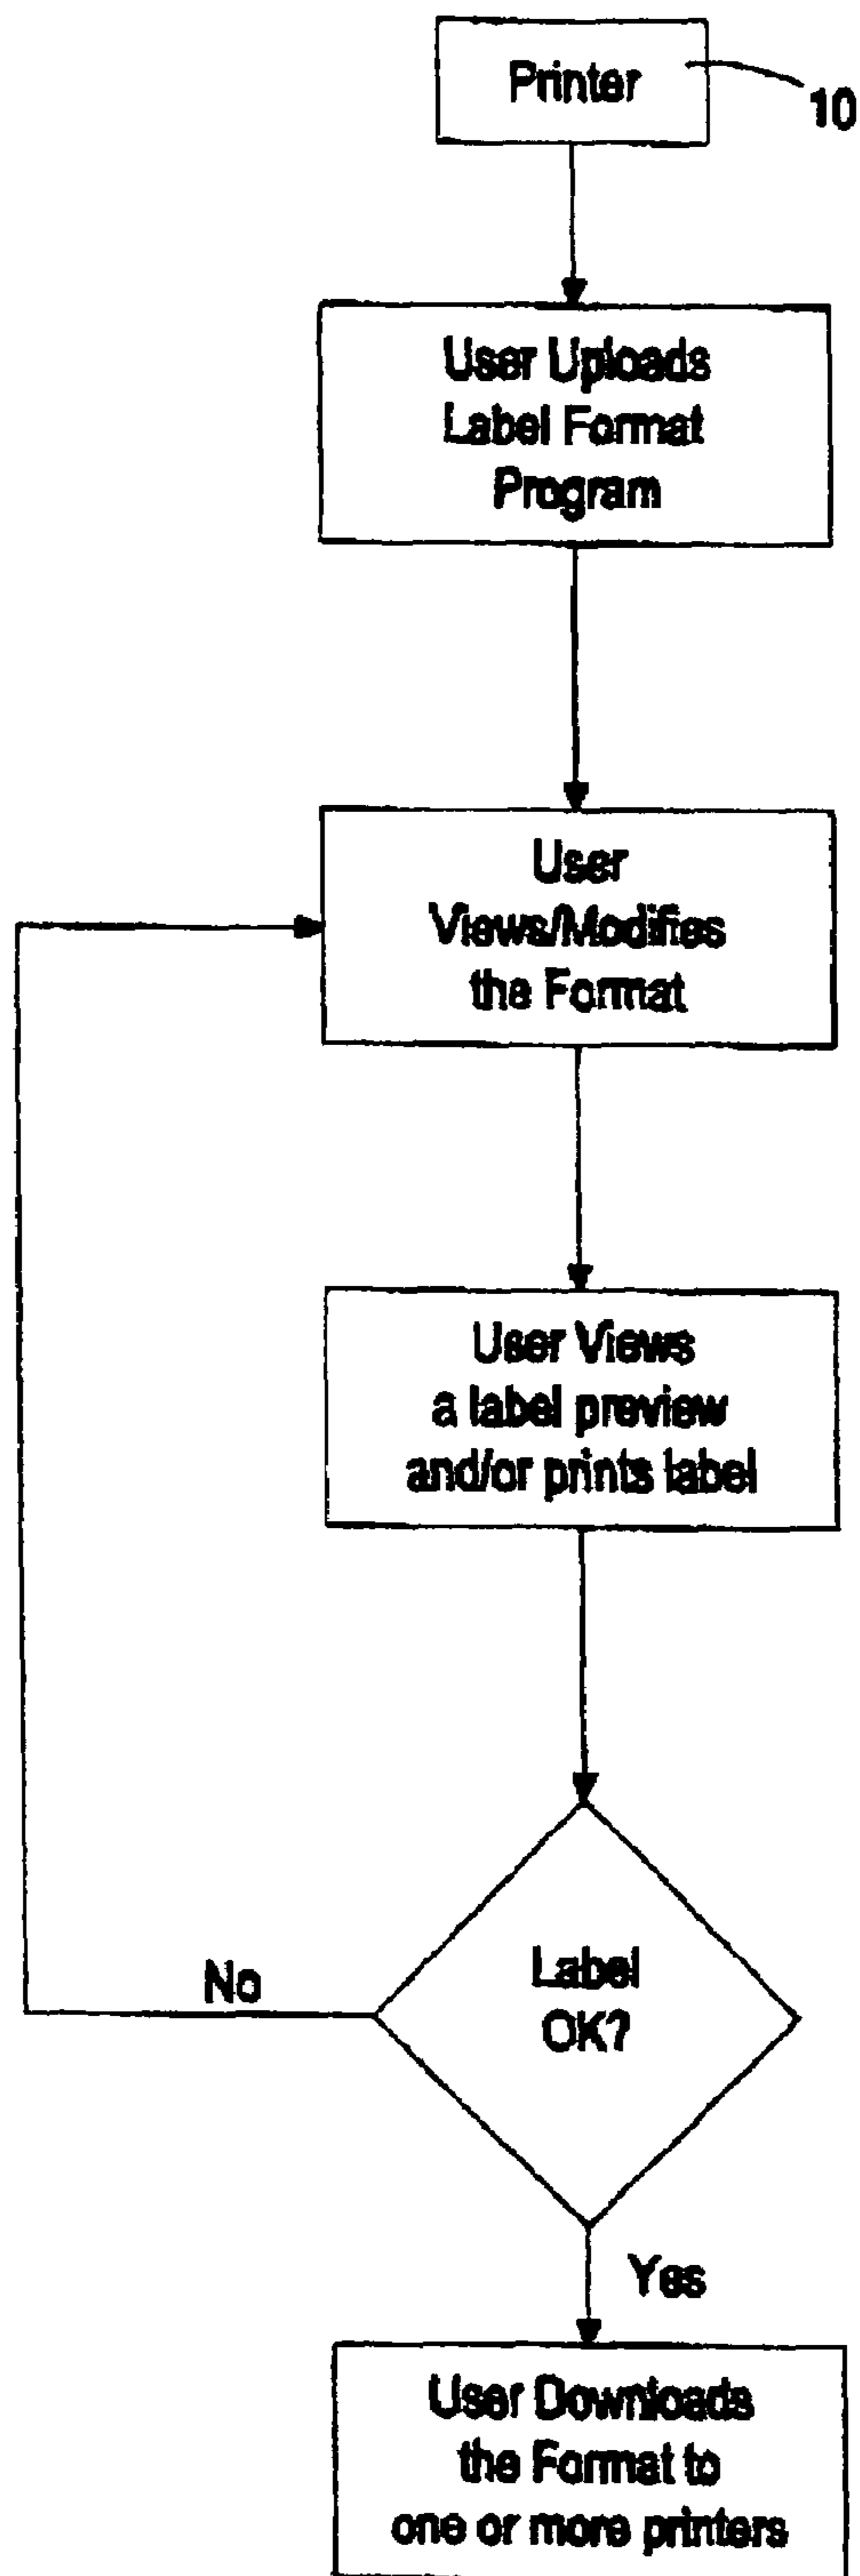 Printer
10
User Uploads
Label Format
Program
User
Views/Modifies
the Format
User Views
a label preview
and/or prints label
Label
OK?
No
Yes
User Downloads
the Format to
one or more printers